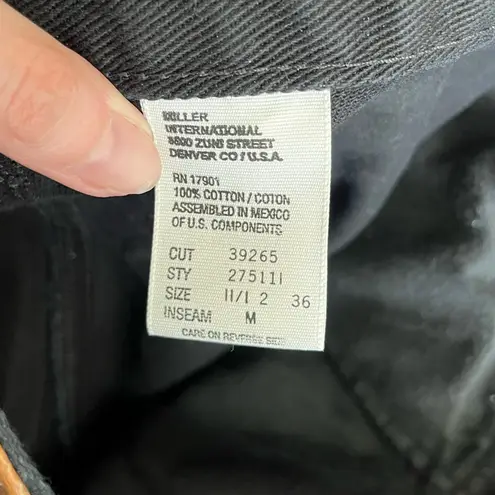 MILLER
INTERNATIONAL
8500 ZUNI STREET
DENVER CO / U.S.A.
RN 17901
100% COTTON / COTON
ASSEMBLED IN MEXICO
OF U.S. COMPONENTS
CUT 39265
STY 275111
SIZE 11/12 36
INSEAM M
CARE ON REVERSE SIDE